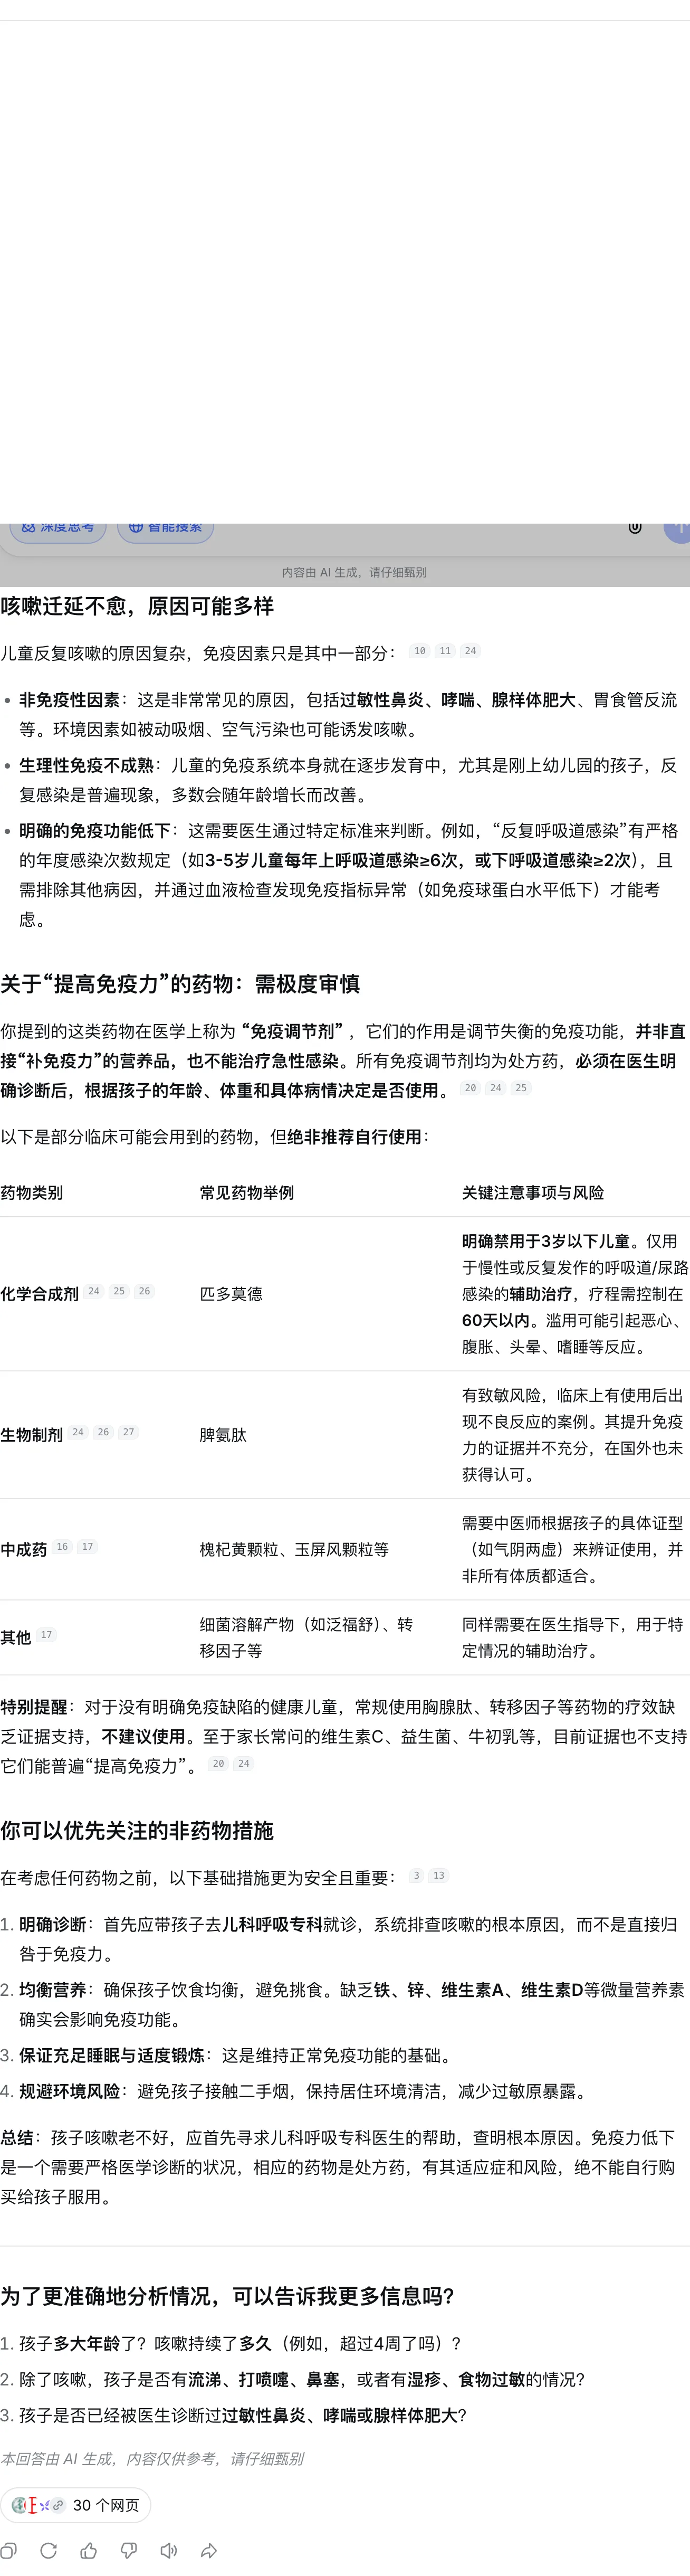 深度思考 智能搜索
内容由 AI 生成，请仔细甄别
咳嗽迁延不愈，原因可能多样
儿童反复咳嗽的原因复杂，免疫因素只是其中一部分： 10 11 24
• 非免疫性因素：这是非常常见的原因，包括过敏性鼻炎、哮喘、腺样体肥大、胃食管反流
等。环境因素如被动吸烟、空气污染也可能诱发咳嗽。
• 生理性免疫不成熟：儿童的免疫系统本身就在逐步发育中，尤其是刚上幼儿园的孩子，反
复感染是普遍现象，多数会随年龄增长而改善。
• 明确的免疫功能低下：这需要医生通过特定标准来判断。例如，“反复呼吸道感染”有严格
的年度感染次数规定（如3-5岁儿童每年上呼吸道感染≥6次，或下呼吸道感染≥2次），且
需排除其他病因，并通过血液检查发现免疫指标异常（如免疫球蛋白水平低下）才能考
虑。
关于“提高免疫力”的药物：需极度审慎
你提到的这类药物在医学上称为 “免疫调节剂” ，它们的作用是调节失衡的免疫功能，并非直
接“补免疫力”的营养品，也不能治疗急性感染。所有免疫调节剂均为处方药，必须在医生明
确诊断后，根据孩子的年龄、体重和具体病情决定是否使用。 20 24 25
以下是部分临床可能会用到的药物，但绝非推荐自行使用：
药物类别 常见药物举例 关键注意事项与风险
明确禁用于3岁以下儿童。仅用
于慢性或反复发作的呼吸道/尿路
化学合成剂 24 25 26 匹多莫德 感染的辅助治疗，疗程需控制在
60天以内。滥用可能引起恶心、
腹胀、头晕、嗜睡等反应。
有致敏风险，临床上有使用后出
现不良反应的案例。其提升免疫
生物制剂 24 26 27 脾氨肽 力的证据并不充分，在国外也未
获得认可。
需要中医师根据孩子的具体证型
中成药 16 17 槐杞黄颗粒、玉屏风颗粒等 （如气阴两虚）来辨证使用，并
非所有体质都适合。
其他 17 细菌溶解产物（如泛福舒）、转 同样需要在医生指导下，用于特
移因子等 定情况的辅助治疗。
特别提醒：对于没有明确免疫缺陷的健康儿童，常规使用胸腺肽、转移因子等药物的疗效缺
乏证据支持，不建议使用。至于家长常问的维生素C、益生菌、牛初乳等，目前证据也不支持
它们能普遍“提高免疫力”。 20 24
你可以优先关注的非药物措施
在考虑任何药物之前，以下基础措施更为安全且重要： 3 13
1. 明确诊断：首先应带孩子去儿科呼吸专科就诊，系统排查咳嗽的根本原因，而不是直接归
咎于免疫力。
2. 均衡营养：确保孩子饮食均衡，避免挑食。缺乏铁、锌、维生素A、维生素D等微量营养素
确实会影响免疫功能。
3. 保证充足睡眠与适度锻炼：这是维持正常免疫功能的基础。
4. 规避环境风险：避免孩子接触二手烟，保持居住环境清洁，减少过敏原暴露。
总结：孩子咳嗽老不好，应首先寻求儿科呼吸专科医生的帮助，查明根本原因。免疫力低下
是一个需要严格医学诊断的状况，相应的药物是处方药，有其适应症和风险，绝不能自行购
买给孩子服用。
为了更准确地分析情况，可以告诉我更多信息吗？
1. 孩子多大年龄了？咳嗽持续了多久（例如，超过4周了吗）？
2. 除了咳嗽，孩子是否有流涕、打喷嚏、鼻塞，或者有湿疹、食物过敏的情况？
3. 孩子是否已经被医生诊断过过敏性鼻炎、哮喘或腺样体肥大？
本回答由 AI 生成，内容仅供参考，请仔细甄别
30 个网页